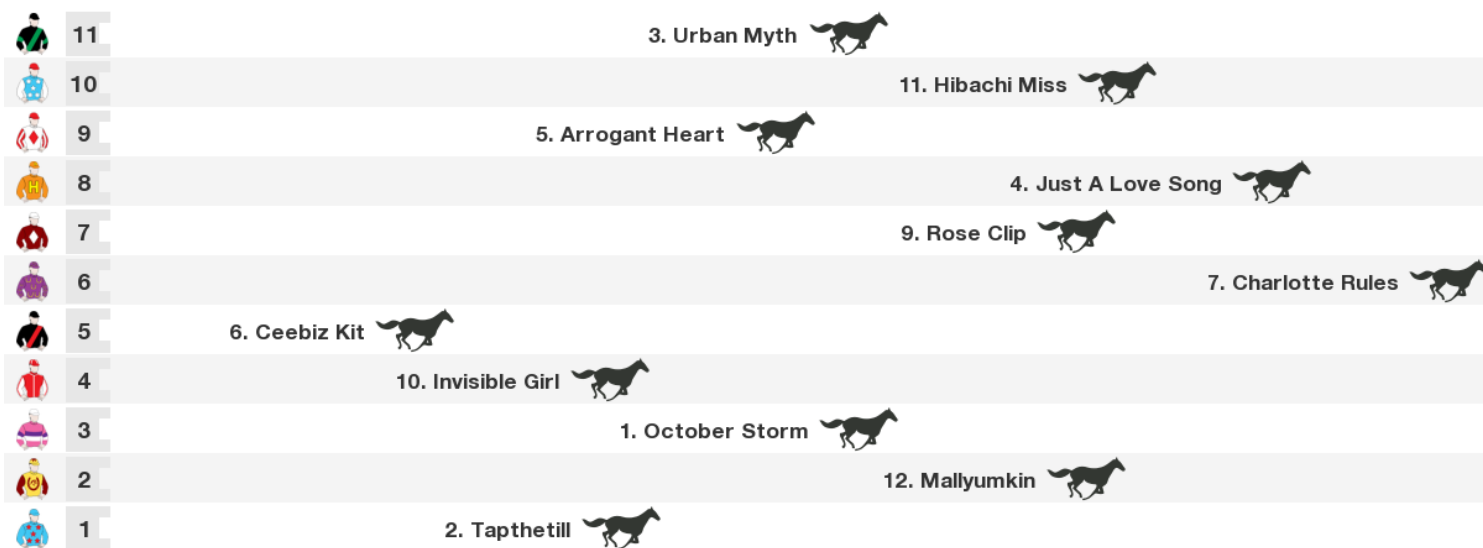 11 3. Urban Myth
10 11. Hibachi Miss
9 5. Arrogant Heart
8 4. Just A Love Song
7 9. Rose Clip
6 7. Charlotte Rules
5 6. Ceebiz Kit
4 10. Invisible Girl
3 1. October Storm
2 12. Mallyumkin
1 2. Tapthetill